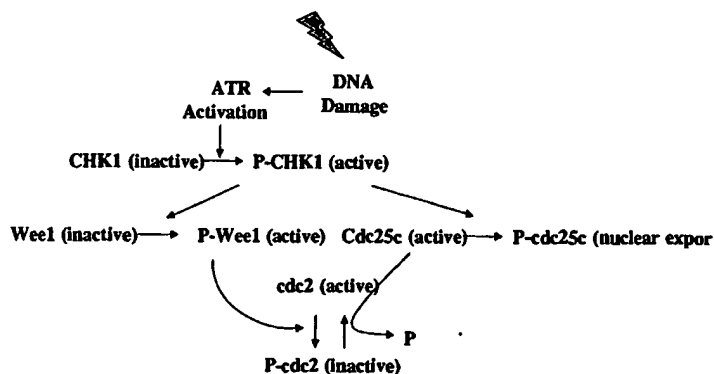 DNA
Damage
ATR
Activation
CHK1 (inactive)
P-CHK1 (active)
Wee1 (inactive)
P-Wee1 (active)
Cdc25c (active)
P-cdc25c (nuclear expor
cdc2 (active)
P
P-cdc2 (inactive)